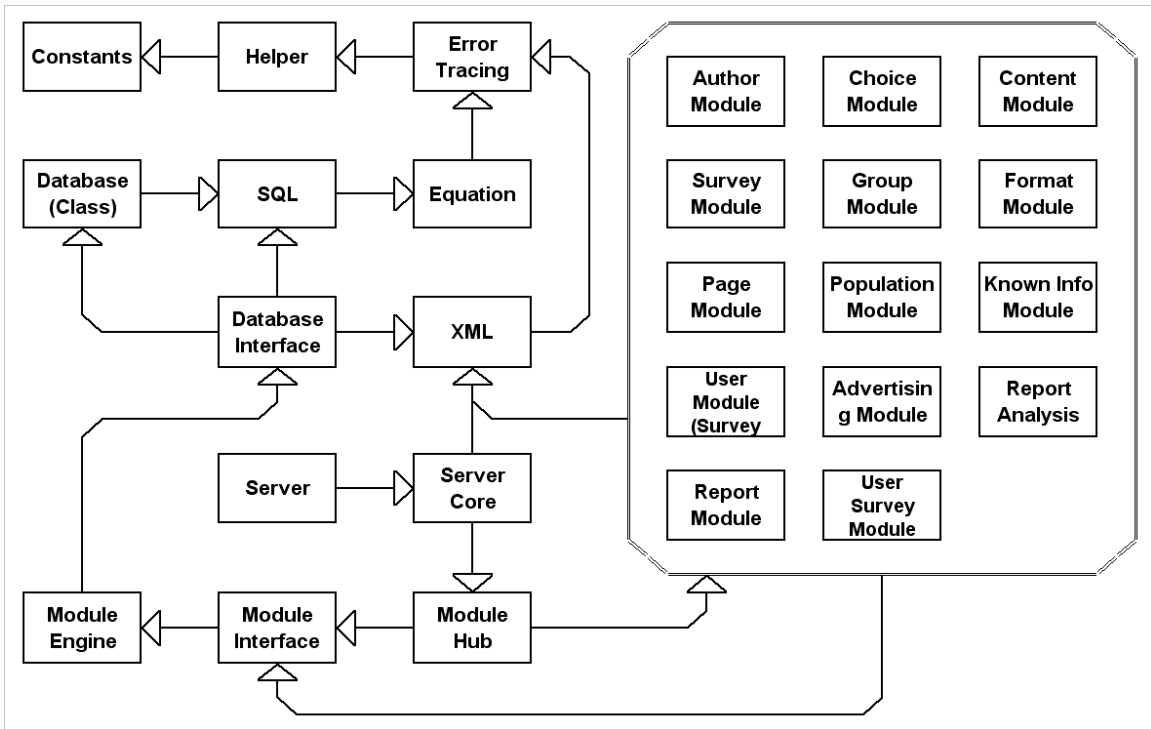 Constants
Helper
Error
Tracing
Database
(Class)
SQL
Equation
Database
Interface
XML
Server
Server
Core
Module
Engine
Module
Interface
Module
Hub
Author
Module
Choice
Module
Content
Module
Survey
Module
Group
Module
Format
Module
Page
Module
Population
Module
Known Info
Module
User
Module
(Survey
Advertisin
g Module
Report
Analysis
Report
Module
User
Survey
Module